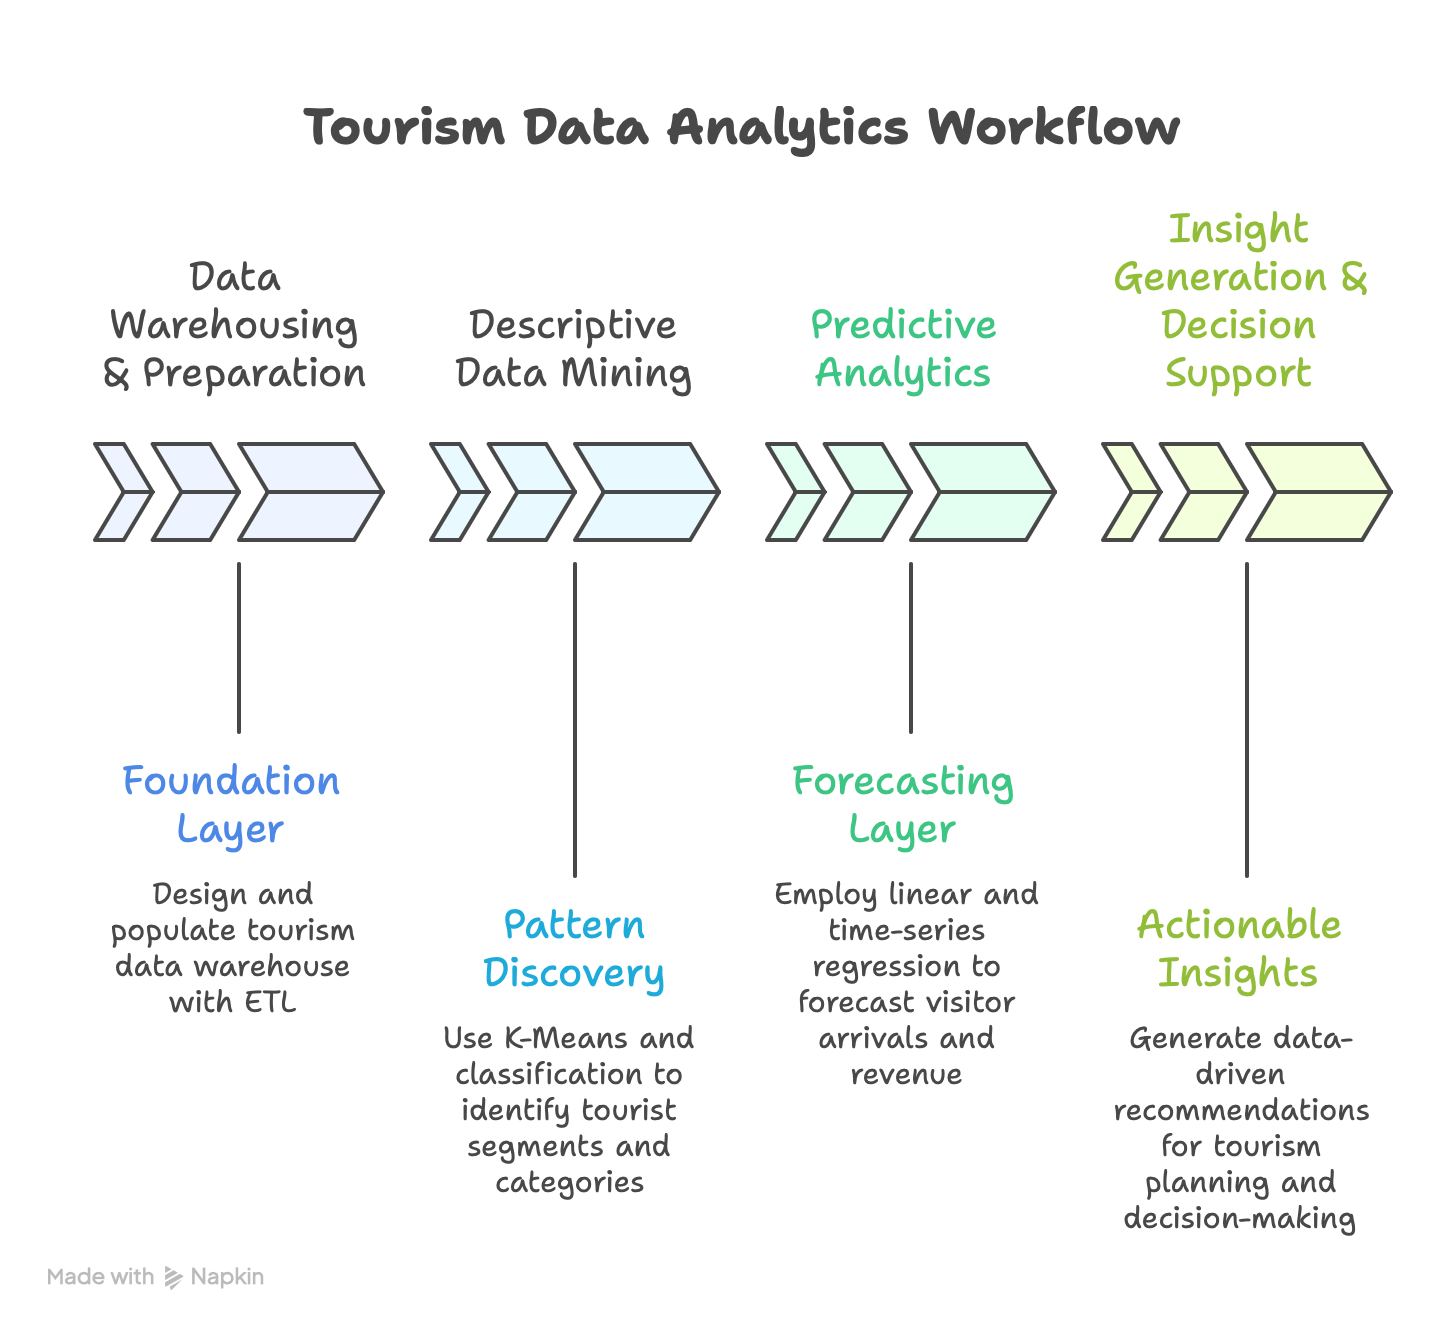 Tourism Data Analytics Workflow
Data
Warehousing
& Preparation
Descriptive
Data Mining
Predictive
Analytics
Insight
Generation &
Decision
Support
Foundation
Layer
Design and
populate tourism
data warehouse
with ETL
Pattern
Discovery
Use K-Means and
classification to
identify tourist
segments and
categories
Forecasting
Layer
Employ linear and
time-series
regression to
forecast visitor
arrivals and
revenue
Actionable
Insights
Generate data-
driven
recommendations
for tourism
planning and
decision-making
Made with Napkin